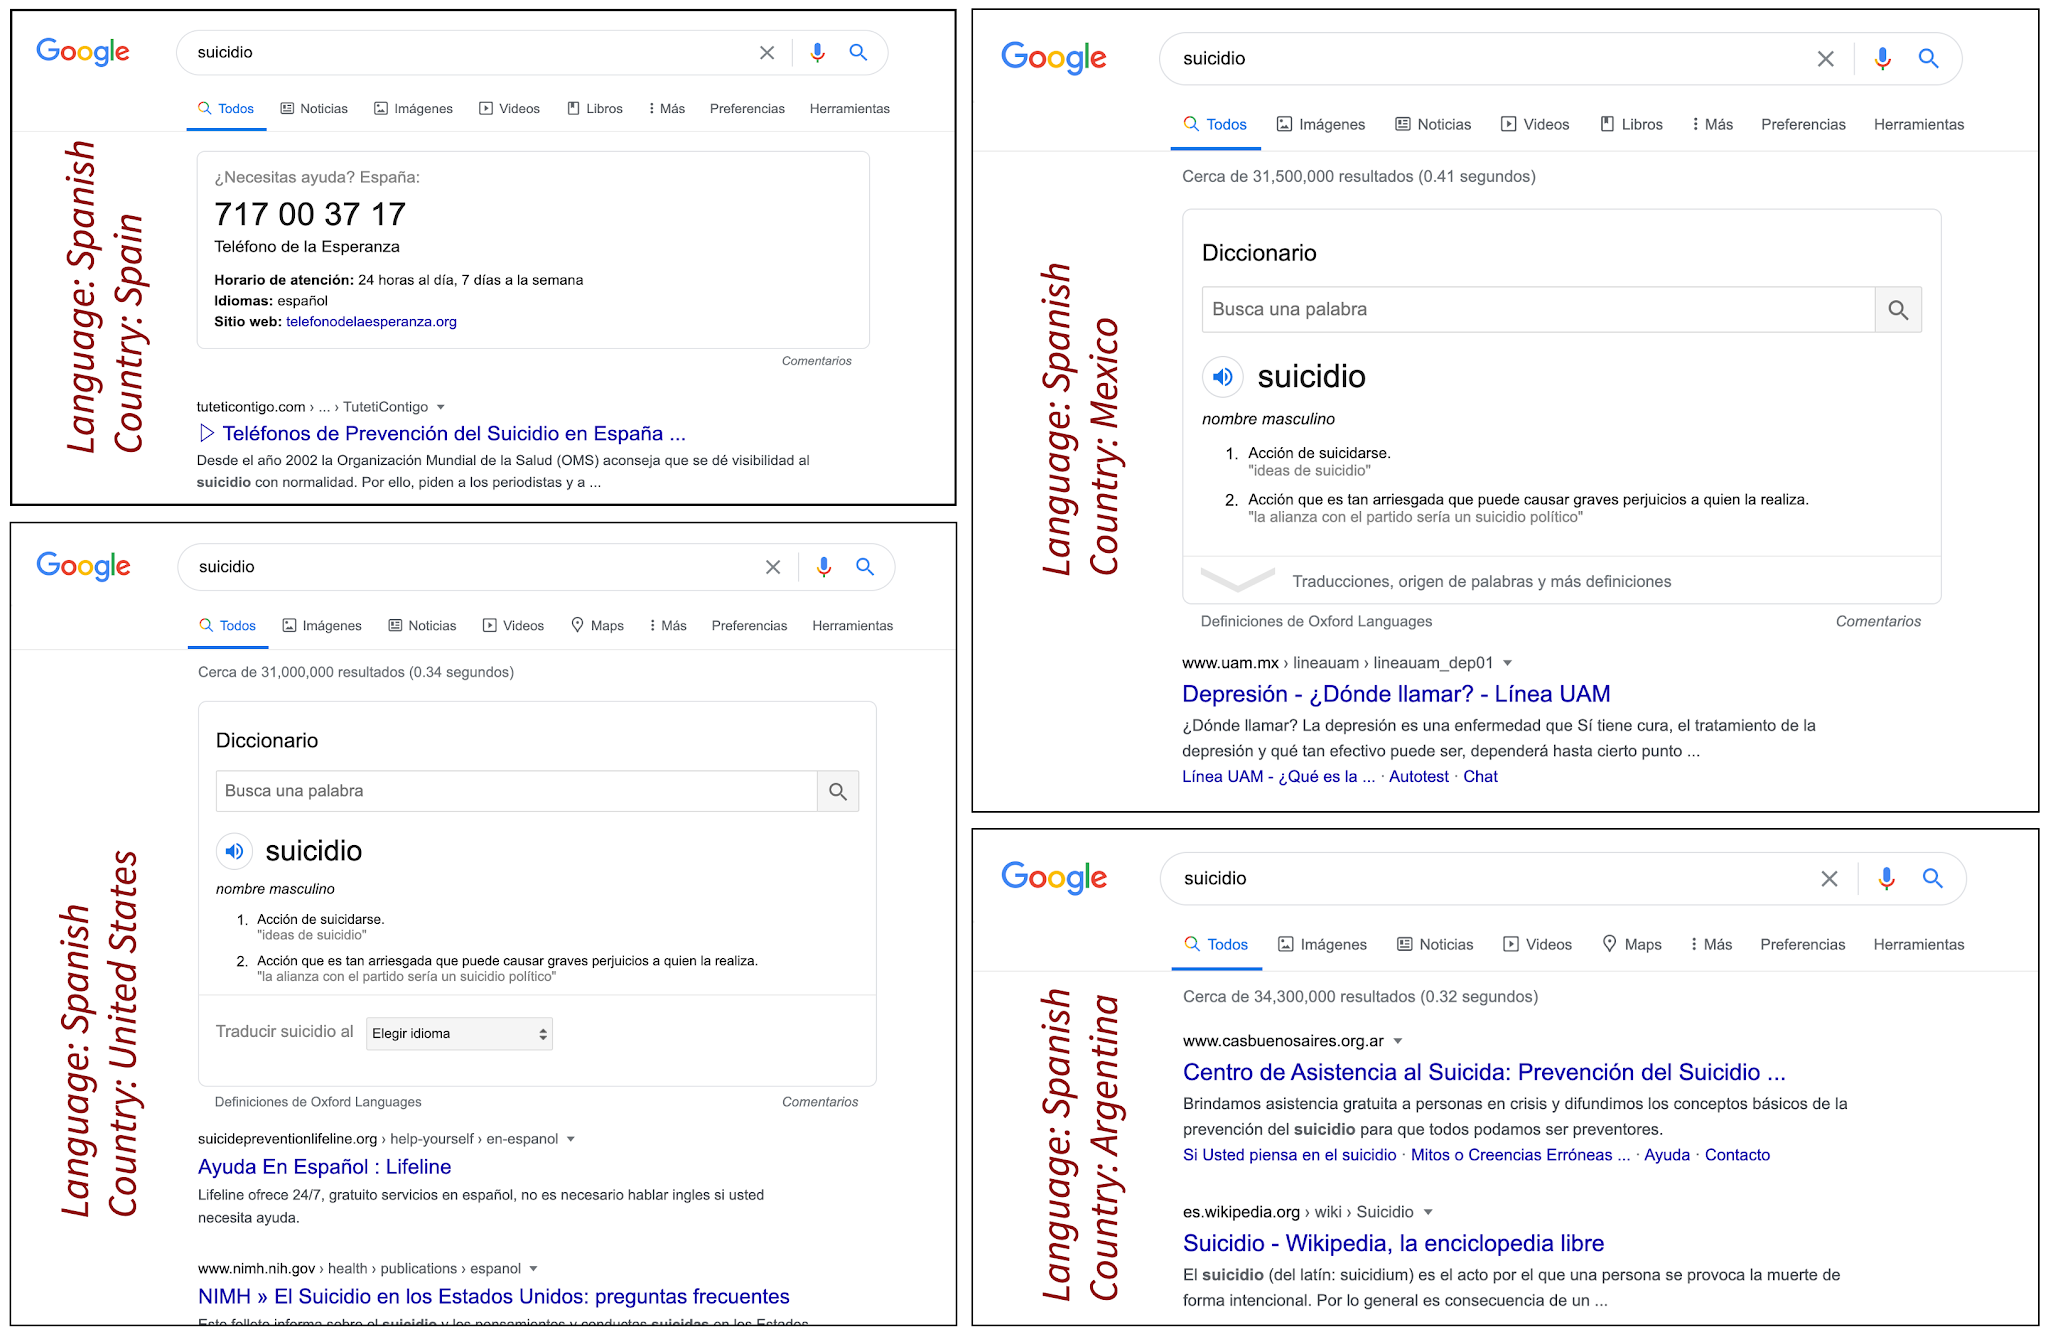 Google
suicidio
Todos Noticias Imágenes Videos Libros Más Preferencias Herramientas
Language: Spanish
Country: Spain
¿Necesitas ayuda? España:
717 00 37 17
Teléfono de la Esperanza
Horario de atención: 24 horas al día, 7 días a la semana
Idiomas: español
Sitio web: telefonodelaesperanza.org
Comentarios
tuteticontigo.com › ... › TutetiContigo
Teléfonos de Prevención del Suicidio en España ...
Desde el año 2002 la Organización Mundial de la Salud (OMS) aconseja que se dé visibilidad al
suicidio con normalidad. Por ello, piden a los periodistas y a ...
Google
suicidio
Todos Imágenes Noticias Videos Maps Más Preferencias Herramientas
Language: Spanish
Country: United States
Cerca de 31,000,000 resultados (0.34 segundos)
Diccionario
Busca una palabra
suicidio
nombre masculino
1. Acción de suicidarse.
"ideas de suicidio"
2. Acción que es tan arriesgada que puede causar graves perjuicios a quien la realiza.
"la alianza con el partido sería un suicidio político"
Traducir suicidio al Elegir idioma
Definiciones de Oxford Languages Comentarios
suicidepreventionlifeline.org › help-yourself › en-espanol
Ayuda En Español : Lifeline
Lifeline ofrece 24/7, gratuito servicios en español, no es necesario hablar ingles si usted
necesita ayuda.
www.nimh.nih.gov › health › publications › espanol
NIMH » El Suicidio en los Estados Unidos: preguntas frecuentes
Este folleto informa sobre el suicidio y los pensamientos y conductas suicidas en los Estados
Google
suicidio
Todos Imágenes Noticias Videos Libros Más Preferencias Herramientas
Language: Spanish
Country: Mexico
Cerca de 31,500,000 resultados (0.41 segundos)
Diccionario
Busca una palabra
suicidio
nombre masculino
1. Acción de suicidarse.
"ideas de suicidio"
2. Acción que es tan arriesgada que puede causar graves perjuicios a quien la realiza.
"la alianza con el partido sería un suicidio político"
Traducciones, origen de palabras y más definiciones
Definiciones de Oxford Languages Comentarios
www.uam.mx › lineauam › lineauam_dep01
Depresión - ¿Dónde llamar? - Línea UAM
¿Dónde llamar? La depresión es una enfermedad que Sí tiene cura, el tratamiento de la
depresión y qué tan efectivo puede ser, dependerá hasta cierto punto ...
Línea UAM - ¿Qué es la ... · Autotest · Chat
Google
suicidio
Todos Imágenes Noticias Videos Maps Más Preferencias Herramientas
Language: Spanish
Country: Argentina
Cerca de 34,300,000 resultados (0.32 segundos)
www.casbuenosaires.org.ar
Centro de Asistencia al Suicida: Prevención del Suicidio ...
Brindamos asistencia gratuita a personas en crisis y difundimos los conceptos básicos de la
prevención del suicidio para que todos podamos ser preventores.
Si Usted piensa en el suicidio · Mitos o Creencias Erróneas ... · Ayuda · Contacto
es.wikipedia.org › wiki › Suicidio
Suicidio - Wikipedia, la enciclopedia libre
El suicidio (del latín: suicidium) es el acto por el que una persona se provoca la muerte de
forma intencional. Por lo general es consecuencia de un ...